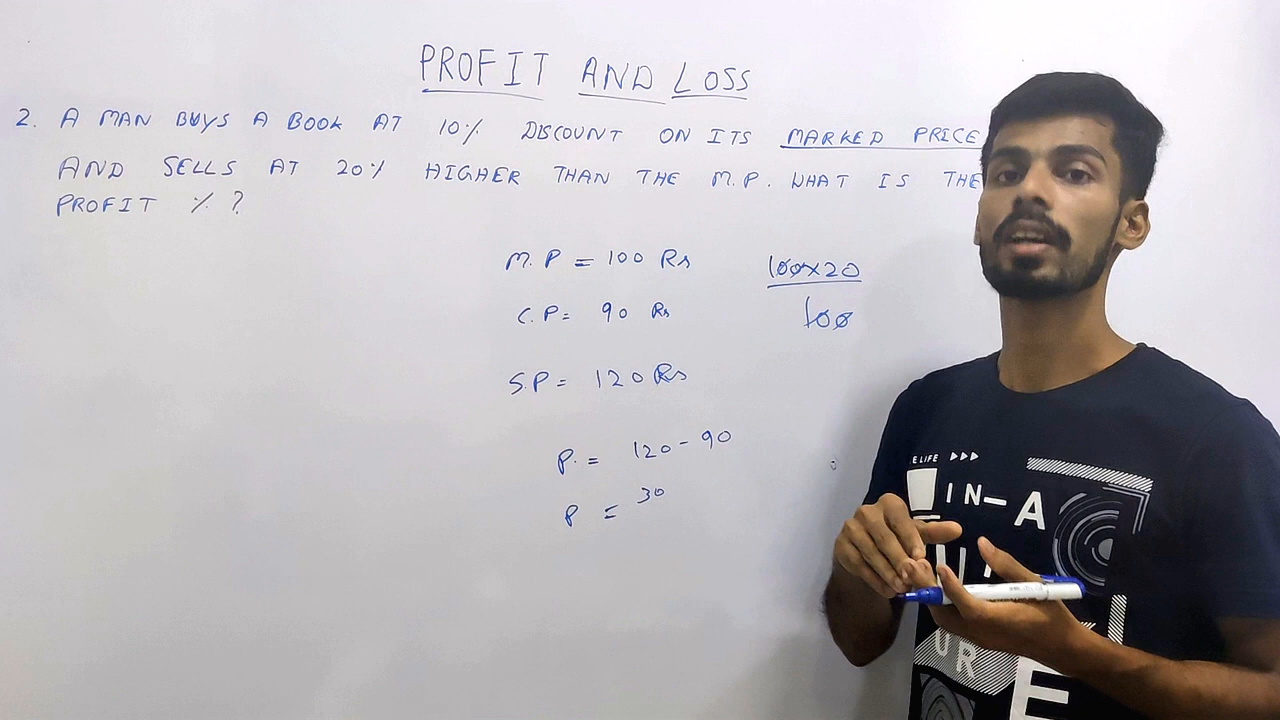 PROFIT AND LOSS
2. A MAN BUYS A BOOK AT 10% DISCOUNT ON ITS MARKED PRICE
AND SELLS AT 20% HIGHER THAN THE M.P. WHAT IS THE
PROFIT % ?
M.P = 100 Rs
100×20
100
C.P = 90 Rs
S.P = 120 Rs
P. = 120 - 90
P = 30
E LIFE
IN-A
UR
E